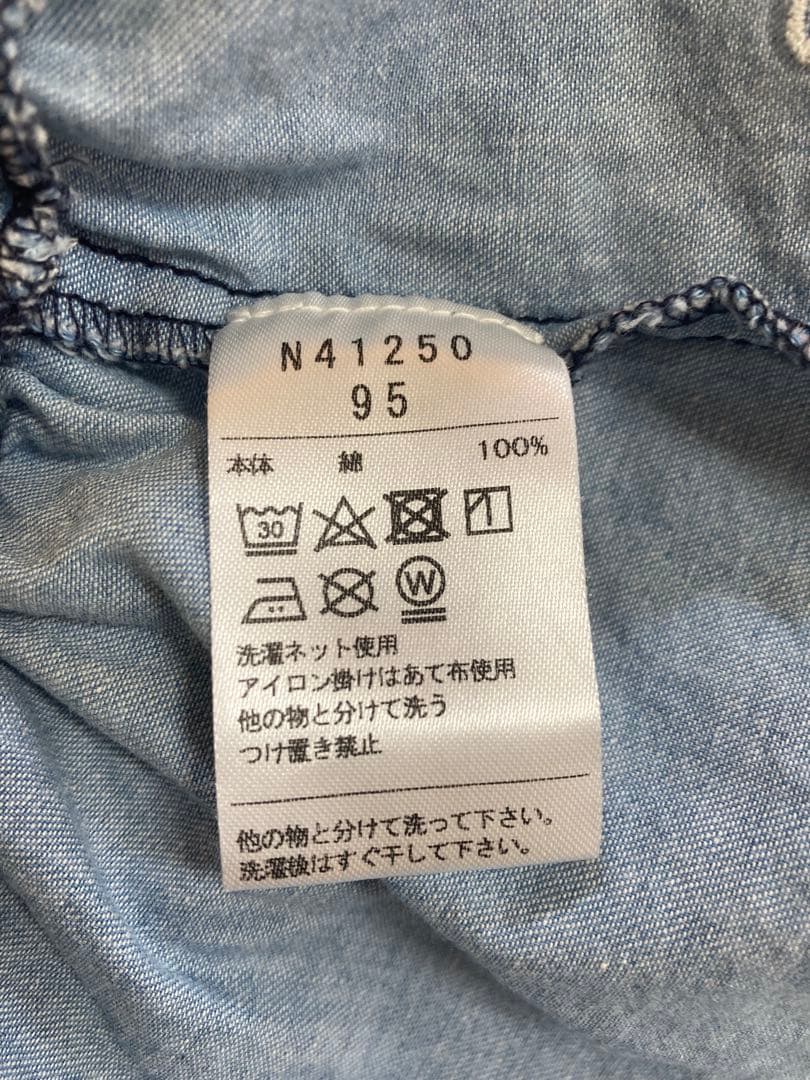 N41250
95
本体 綿 100%
30
W
洗濯ネット使用
アイロン掛けはあて布使用
他の物と分けて洗う
つけ置き禁止
他の物と分けて洗って下さい。
洗濯後はすぐ干して下さい。